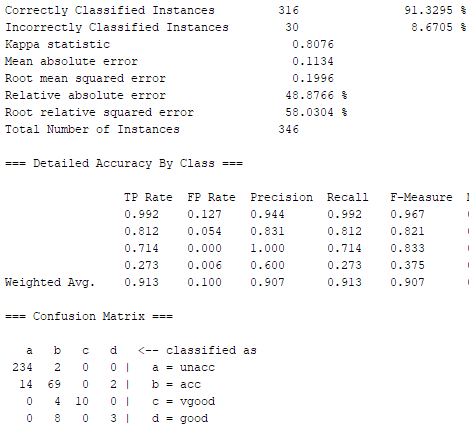 Correctly Classified Instances 316 91.3295 %
Incorrectly Classified Instances 30 8.6705 %
Kappa statistic 0.8076
Mean absolute error 0.1134
Root mean squared error 0.1996
Relative absolute error 48.8766 %
Root relative squared error 58.0304 %
Total Number of Instances 346
=== Detailed Accuracy By Class ===
TP Rate FP Rate Precision Recall F-Measure
0.992 0.127 0.944 0.992 0.967
0.812 0.054 0.831 0.812 0.821
0.714 0.000 1.000 0.714 0.833
0.273 0.006 0.600 0.273 0.375
Weighted Avg. 0.913 0.100 0.907 0.913 0.907
=== Confusion Matrix ===
a b c d <-- classified as
234 2 0 0 | a = unacc
14 69 0 2 | b = acc
0 4 10 0 | c = vgood
0 8 0 3 | d = good